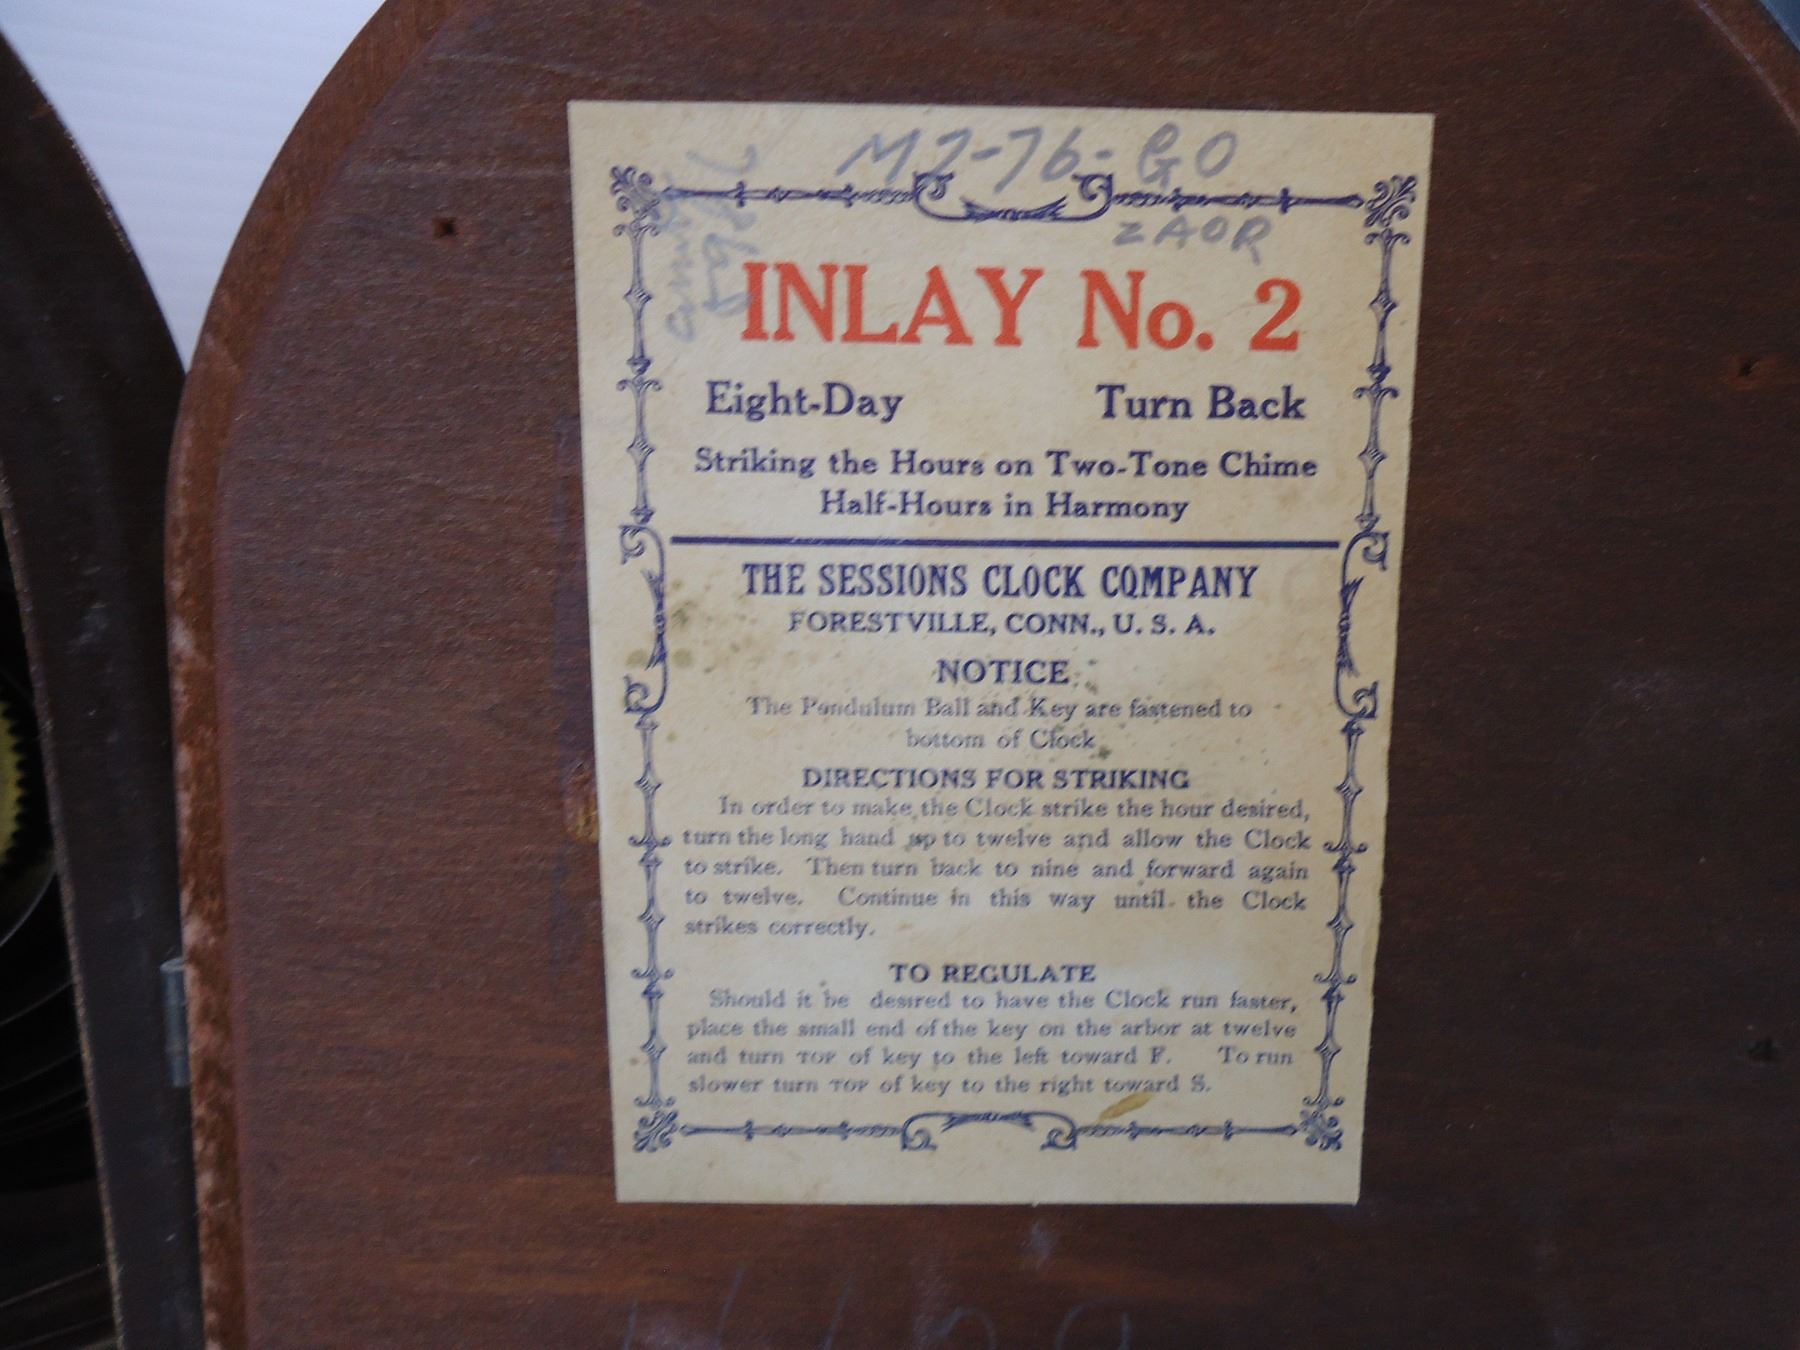 M2-76-GO
ZAOR
INLAY No. 2
Eight-Day Turn Back
Striking the Hours on Two-Tone Chime
Half-Hours in Harmony
THE SESSIONS CLOCK COMPANY
FORESTVILLE, CONN., U. S. A.
NOTICE
The Pendulum Ball and Key are fastened to
bottom of Clock
DIRECTIONS FOR STRIKING
In order to make the Clock strike the hour desired,
turn the long hand up to twelve and allow the Clock
to strike. Then turn back to nine and forward again
to twelve. Continue in this way until the Clock
strikes correctly.
TO REGULATE
Should it be desired to have the Clock run faster,
place the small end of the key on the arbor at twelve
and turn TOP of key to the left toward F. To run
slower turn TOP of key to the right toward S.